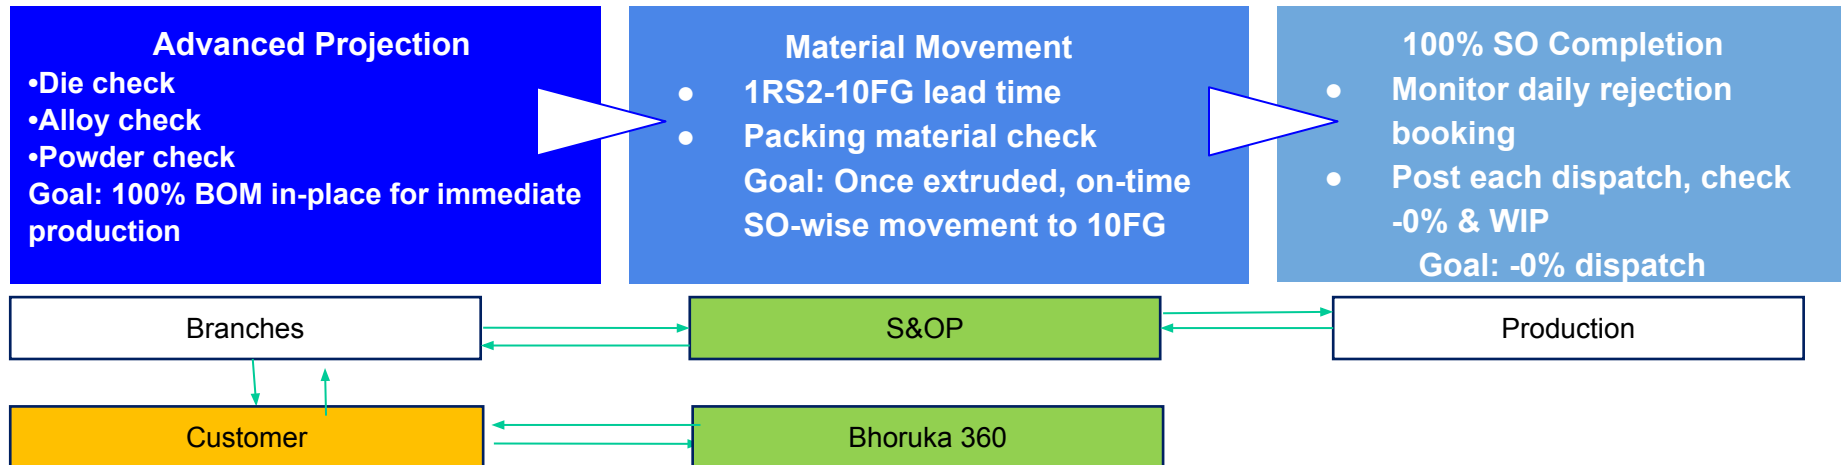 Advanced Projection
•Die check
•Alloy check
•Powder check
Goal: 100% BOM in-place for immediate
production
Material Movement
● 1RS2-10FG lead time
● Packing material check
Goal: Once extruded, on-time
SO-wise movement to 10FG
100% SO Completion
● Monitor daily rejection
booking
● Post each dispatch, check
-0% & WIP
Goal: -0% dispatch
Branches
S&OP
Production
Customer
Bhoruka 360